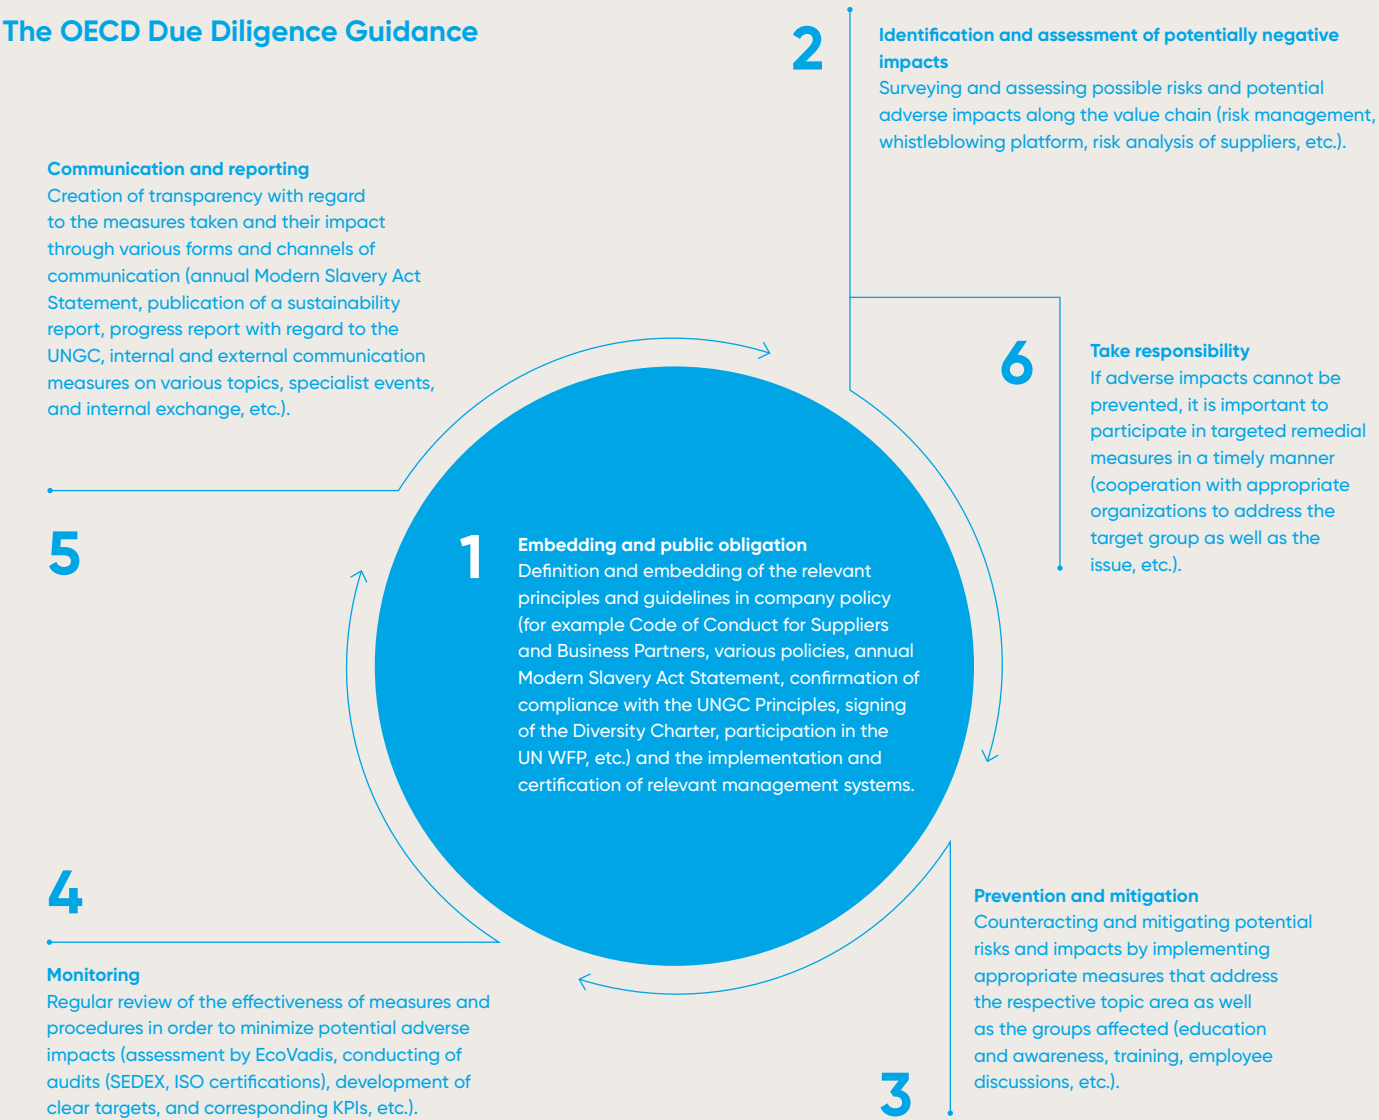 The OECD Due Diligence Guidance
2
Identification and assessment of potentially negative
impacts
Surveying and assessing possible risks and potential
adverse impacts along the value chain (risk management,
whistleblowing platform, risk analysis of suppliers, etc.).
Communication and reporting
Creation of transparency with regard
to the measures taken and their impact
through various forms and channels of
communication (annual Modern Slavery Act
Statement, publication of a sustainability
report, progress report with regard to the
UNGC, internal and external communication
measures on various topics, specialist events,
and internal exchange, etc.).
5
6
Take responsibility
If adverse impacts cannot be
prevented, it is important to
participate in targeted remedial
measures in a timely manner
(cooperation with appropriate
organizations to address the
target group as well as the
issue, etc.).
1
Embedding and public obligation
Definition and embedding of the relevant
principles and guidelines in company policy
(for example Code of Conduct for Suppliers
and Business Partners, various policies, annual
Modern Slavery Act Statement, confirmation of
compliance with the UNGC Principles, signing
of the Diversity Charter, participation in the
UN WFP, etc.) and the implementation and
certification of relevant management systems.
4
Monitoring
Regular review of the effectiveness of measures and
procedures in order to minimize potential adverse
impacts (assessment by EcoVadis, conducting of
audits (SEDEX, ISO certifications), development of
clear targets, and corresponding KPIs, etc.).
3
Prevention and mitigation
Counteracting and mitigating potential
risks and impacts by implementing
appropriate measures that address
the respective topic area as well
as the groups affected (education
and awareness, training, employee
discussions, etc.).